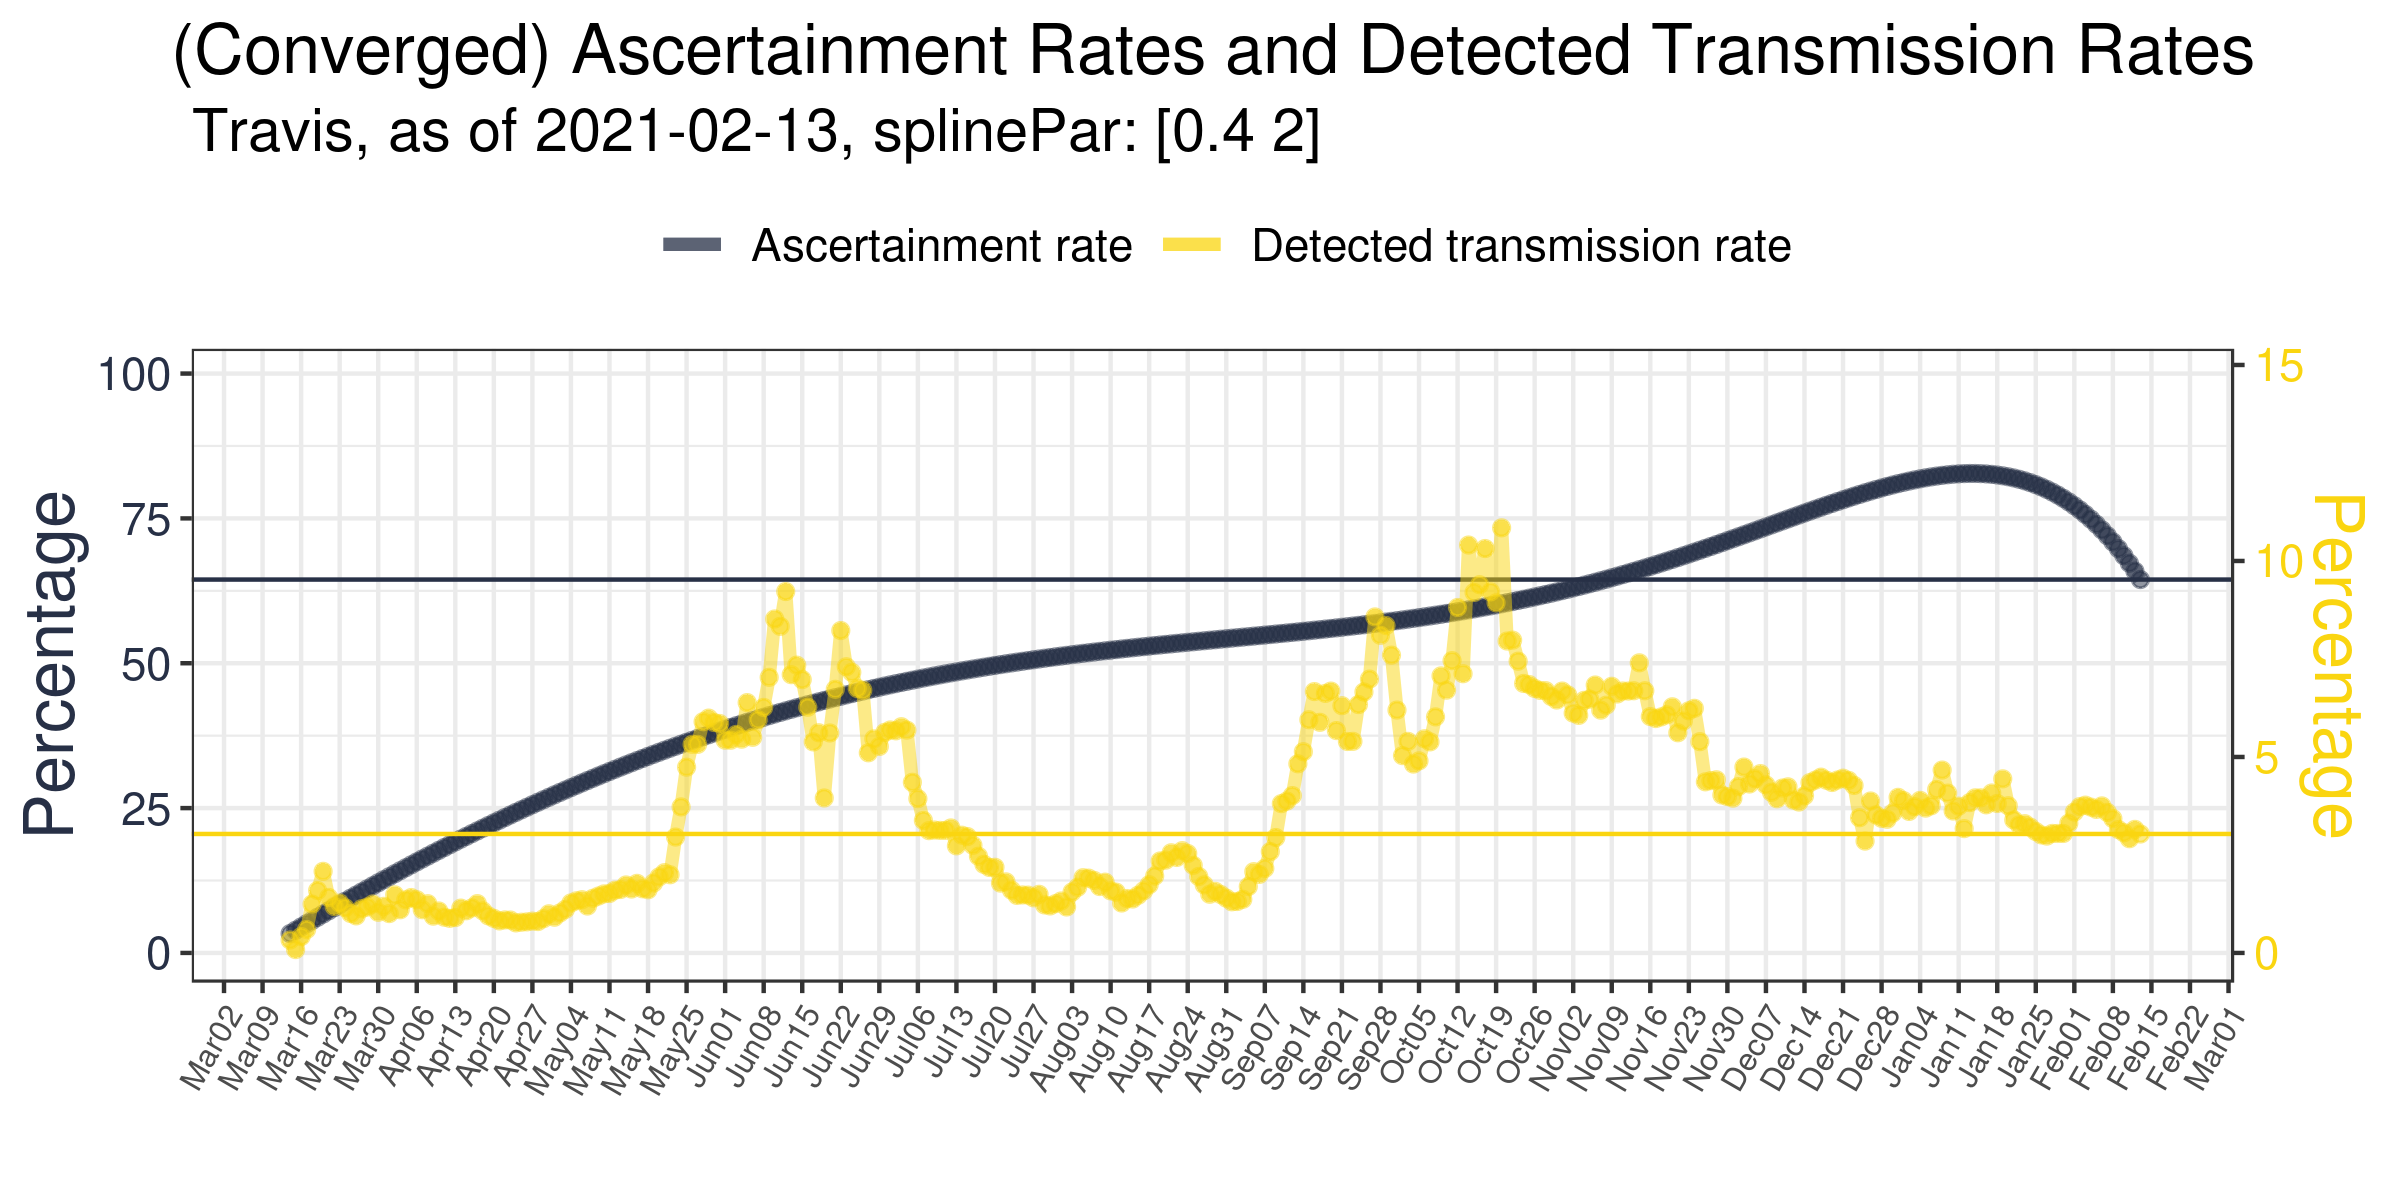 (Converged) Ascertainment Rates and Detected Transmission Rates
Travis, as of 2021-02-13, splinePar: [0.4 2]
Ascertainment rate Detected transmission rate
Percentage
100
75
50
25
0
15
10
5
0
Percentage
Mar02 Mar09 Mar16 Mar23 Mar30 Apr06 Apr13 Apr20 Apr27 May04 May11 May18 May25 Jun01 Jun08 Jun15 Jun22 Jun29 Jul06 Jul13 Jul20 Jul27 Aug03 Aug10 Aug17 Aug24 Aug31 Sep07 Sep14 Sep21 Sep28 Oct05 Oct12 Oct19 Oct26 Nov02 Nov09 Nov16 Nov23 Nov30 Dec07 Dec14 Dec21 Dec28 Jan04 Jan11 Jan18 Jan25 Feb01 Feb08 Feb15 Feb22 Mar01